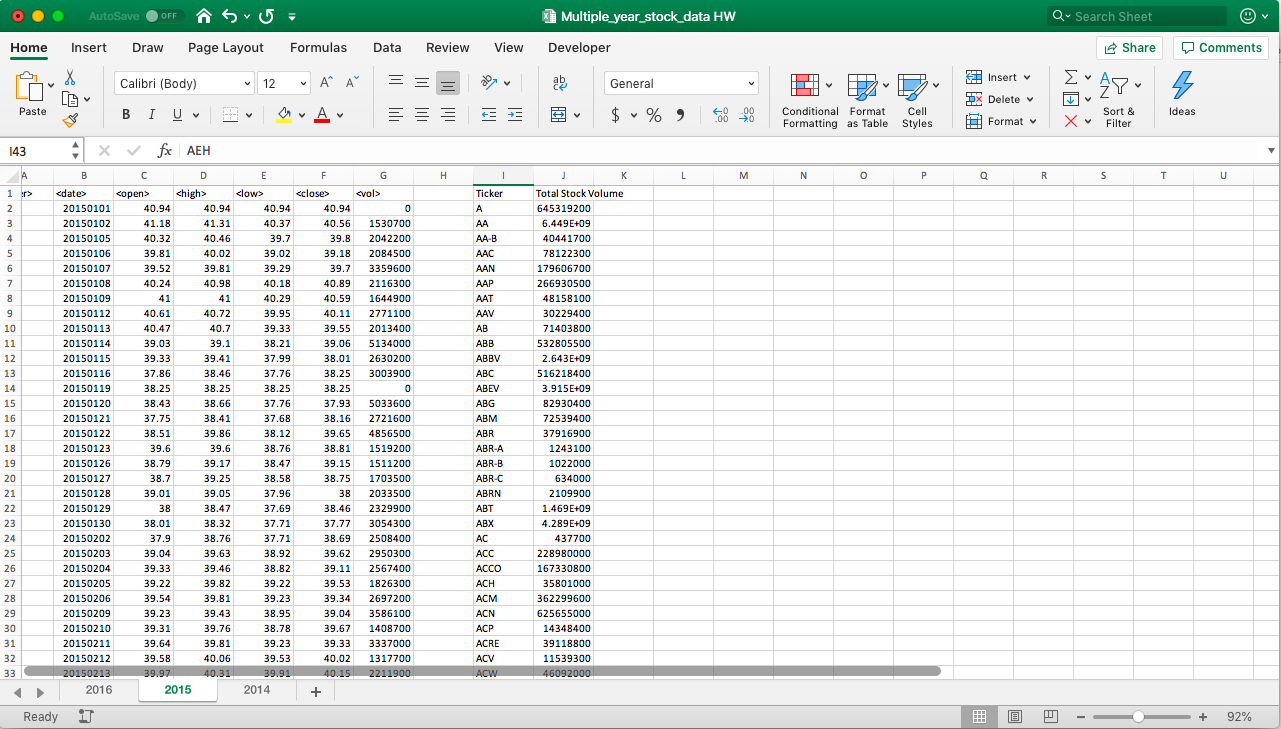 AutoSave OFF Multiple_year_stock_data HW Search Sheet
Home Insert Draw Page Layout Formulas Data Review View Developer Share Comments
Calibri (Body) 12 A^ Aˇ ab General Insert
Delete
Paste B I U A $ % 9 .00 Conditional Formatting Format as Table Cell Styles Format Sort & Filter Ideas
I43 fx AEH
A B C D E F G H I J K L M N O P Q R S T U
1 r> <date> <open> <high> <low> <close> <vol> Ticker Total Stock Volume
2 20150101 40.94 40.94 40.94 40.94 0 A 645319200
3 20150102 41.18 41.31 40.37 40.56 1530700 AA 6.449E+09
4 20150105 40.32 40.46 39.7 39.8 2042200 AA-B 40441700
5 20150106 39.81 40.02 39.02 39.18 2084500 AAC 78122300
6 20150107 39.52 39.81 39.29 39.7 3359600 AAN 179606700
7 20150108 40.24 40.98 40.18 40.89 2116300 AAP 266930500
8 20150109 41 41 40.29 40.59 1644900 AAT 48158100
9 20150112 40.61 40.72 39.95 40.11 2771100 AAV 30229400
10 20150113 40.47 40.7 39.33 39.55 2013400 AB 71403800
11 20150114 39.03 39.1 38.21 39.06 5134000 ABB 532805500
12 20150115 39.33 39.41 37.99 38.01 2630200 ABBV 2.643E+09
13 20150116 37.86 38.46 37.76 38.25 3003900 ABC 516218400
14 20150119 38.25 38.25 38.25 38.25 0 ABEV 3.915E+09
15 20150120 38.43 38.66 37.76 37.93 5033600 ABG 82930400
16 20150121 37.75 38.41 37.68 38.16 2721600 ABM 72539400
17 20150122 38.51 39.86 38.12 39.65 4856500 ABR 37916900
18 20150123 39.6 39.6 38.76 38.81 1519200 ABR-A 1243100
19 20150126 38.79 39.17 38.47 39.15 1511200 ABR-B 1022000
20 20150127 38.7 39.25 38.58 38.75 1703500 ABR-C 634000
21 20150128 39.01 39.05 37.96 38 2033500 ABRN 2109900
22 20150129 38 38.47 37.69 38.46 2329900 ABT 1.469E+09
23 20150130 38.01 38.32 37.71 37.77 3054300 ABX 4.289E+09
24 20150202 37.9 38.76 37.71 38.69 2508400 AC 437700
25 20150203 39.04 39.63 38.92 39.62 2950300 ACC 228980000
26 20150204 39.33 39.46 38.82 39.11 2567400 ACCO 167330800
27 20150205 39.22 39.82 39.22 39.53 1826300 ACH 35801000
28 20150206 39.54 39.81 39.23 39.34 2697200 ACM 362299600
29 20150209 39.23 39.43 38.95 39.04 3586100 ACN 625655000
30 20150210 39.31 39.76 38.78 39.67 1408700 ACP 14348400
31 20150211 39.64 39.81 39.23 39.33 3337000 ACRE 39118800
32 20150212 39.58 40.06 39.53 40.02 1317700 ACV 11539300
33 20150213 39.97 40.31 39.91 40.15 2211900 ACW 46092000
2016 2015 2014 +
Ready 92%